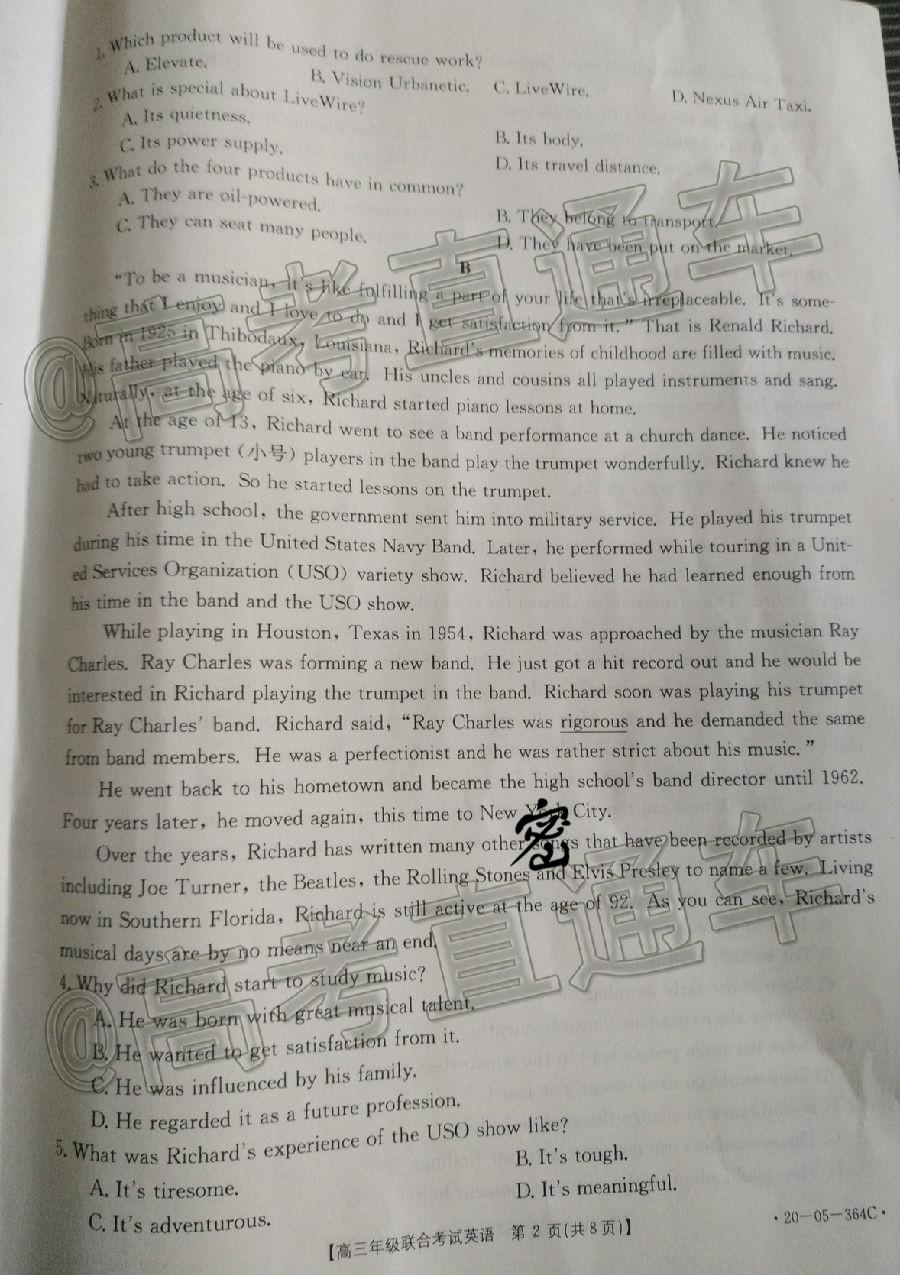 1. Which product will be used to do rescue work?
A. Elevate. B. Vision Urbanetic. C. LiveWire. D. Nexus Air Taxi.
2. What is special about LiveWire?
A. Its quietness. B. Its body.
C. Its power supply. D. Its travel distance.
3. What do the four products have in common?
A. They are oil-powered. B. They belong to transport.
C. They can seat many people. D. They have been put on the market.
B
“To be a musician, it's like fulfilling a part of your life that's irreplaceable. It's some-
thing that I enjoy and I love to do and I get satisfaction from it.” That is Renald Richard.
Born in 1925 in Thibodaux, Louisiana, Richard's memories of childhood are filled with music.
His father played the piano by ear. His uncles and cousins all played instruments and sang.
Naturally, at the age of six, Richard started piano lessons at home.
At the age of 13, Richard went to see a band performance at a church dance. He noticed
two young trumpet (小号) players in the band play the trumpet wonderfully. Richard knew he
had to take action. So he started lessons on the trumpet.
After high school, the government sent him into military service. He played his trumpet
during his time in the United States Navy Band. Later, he performed while touring in a Unit-
ed Services Organization (USO) variety show. Richard believed he had learned enough from
his time in the band and the USO show.
While playing in Houston, Texas in 1954, Richard was approached by the musician Ray
Charles. Ray Charles was forming a new band. He just got a hit record out and he would be
interested in Richard playing the trumpet in the band. Richard soon was playing his trumpet
for Ray Charles' band. Richard said, “Ray Charles was rigorous and he demanded the same
from band members. He was a perfectionist and he was rather strict about his music.”
He went back to his hometown and became the high school's band director until 1962.
Four years later, he moved again, this time to New York City.
密
Over the years, Richard has written many other songs that have been recorded by artists
including Joe Turner, the Beatles, the Rolling Stones and Elvis Presley to name a few. Living
now in Southern Florida, Richard is still active at the age of 92. As you can see, Richard's
musical days are by no means near an end.
4. Why did Richard start to study music?
A. He was born with great musical talent.
B. He wanted to get satisfaction from it.
C. He was influenced by his family.
D. He regarded it as a future profession.
5. What was Richard's experience of the USO show like?
A. It's tiresome. B. It's tough.
C. It's adventurous. D. It's meaningful.
【高三年级联合考试英语 第 2 页(共 8 页)】 ·20-05-364C·
@高考直通车
@高考直通车